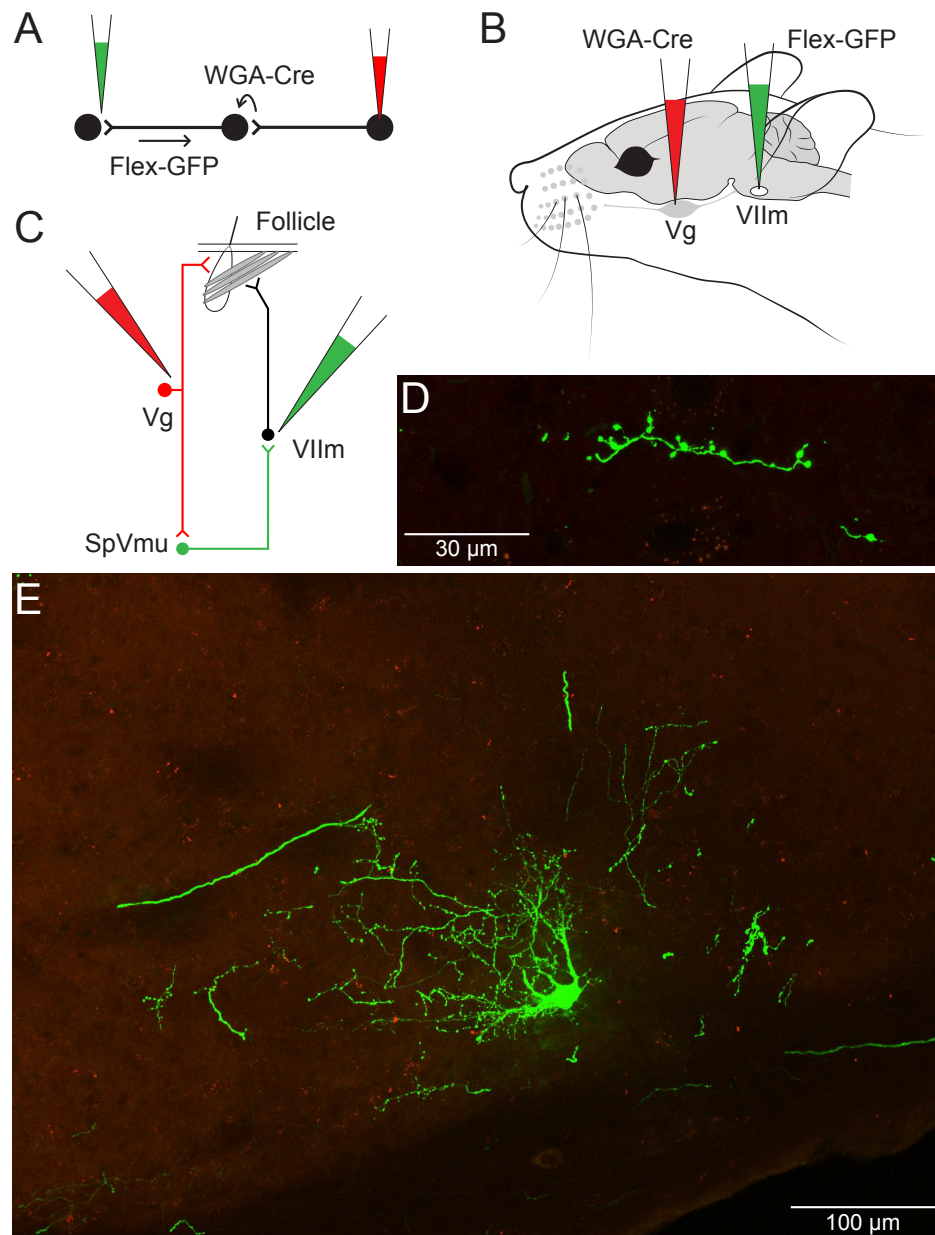 A
WGA-Cre
Flex-GFP
B
WGA-Cre
Flex-GFP
Vg
VIIm
C
Follicle
Vg
VIIm
SpVmu
D
30 µm
E
100 µm